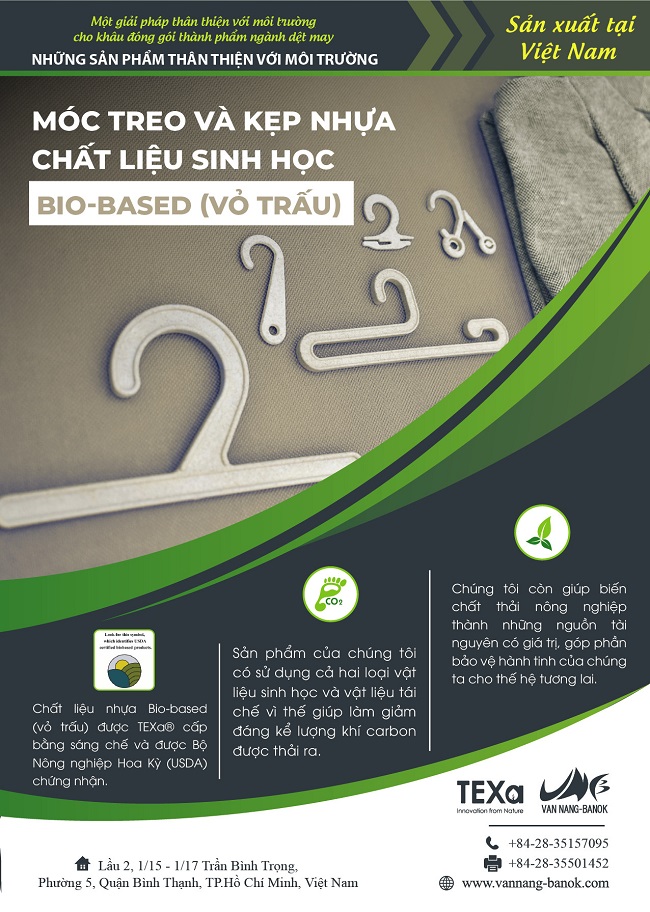 Một giải pháp thân thiện với môi trường
cho khâu đóng gói thành phẩm ngành dệt may
NHỮNG SẢN PHẨM THÂN THIỆN VỚI MÔI TRƯỜNG
Sản xuất tại
Việt Nam
MÓC TREO VÀ KẸP NHỰA
CHẤT LIỆU SINH HỌC
BIO-BASED (VỎ TRẤU)
Look for this symbol,
which identifies USDA
certified biobased products.
Chất liệu nhựa Bio-based
(vỏ trấu) được TEXa® cấp
bằng sáng chế và được Bộ
Nông nghiệp Hoa Kỳ (USDA)
chứng nhận.
CO2
Sản phẩm của chúng tôi
có sử dụng cả hai loại vật
liệu sinh học và vật liệu tái
chế vì thế giúp làm giảm
đáng kể lượng khí carbon
được thải ra.
Chúng tôi còn giúp biến
chất thải nông nghiệp
thành những nguồn tài
nguyên có giá trị, góp phần
bảo vệ hành tinh của chúng
ta cho thế hệ tương lai.
TEXa
Innovation from Nature
VAN NANG-BANOK
+84-28-35157095
+84-28-35501452
www.vannang-banok.com
Lầu 2, 1/15 - 1/17 Trần Bình Trọng,
Phường 5, Quận Bình Thạnh, TP.Hồ Chí Minh, Việt Nam